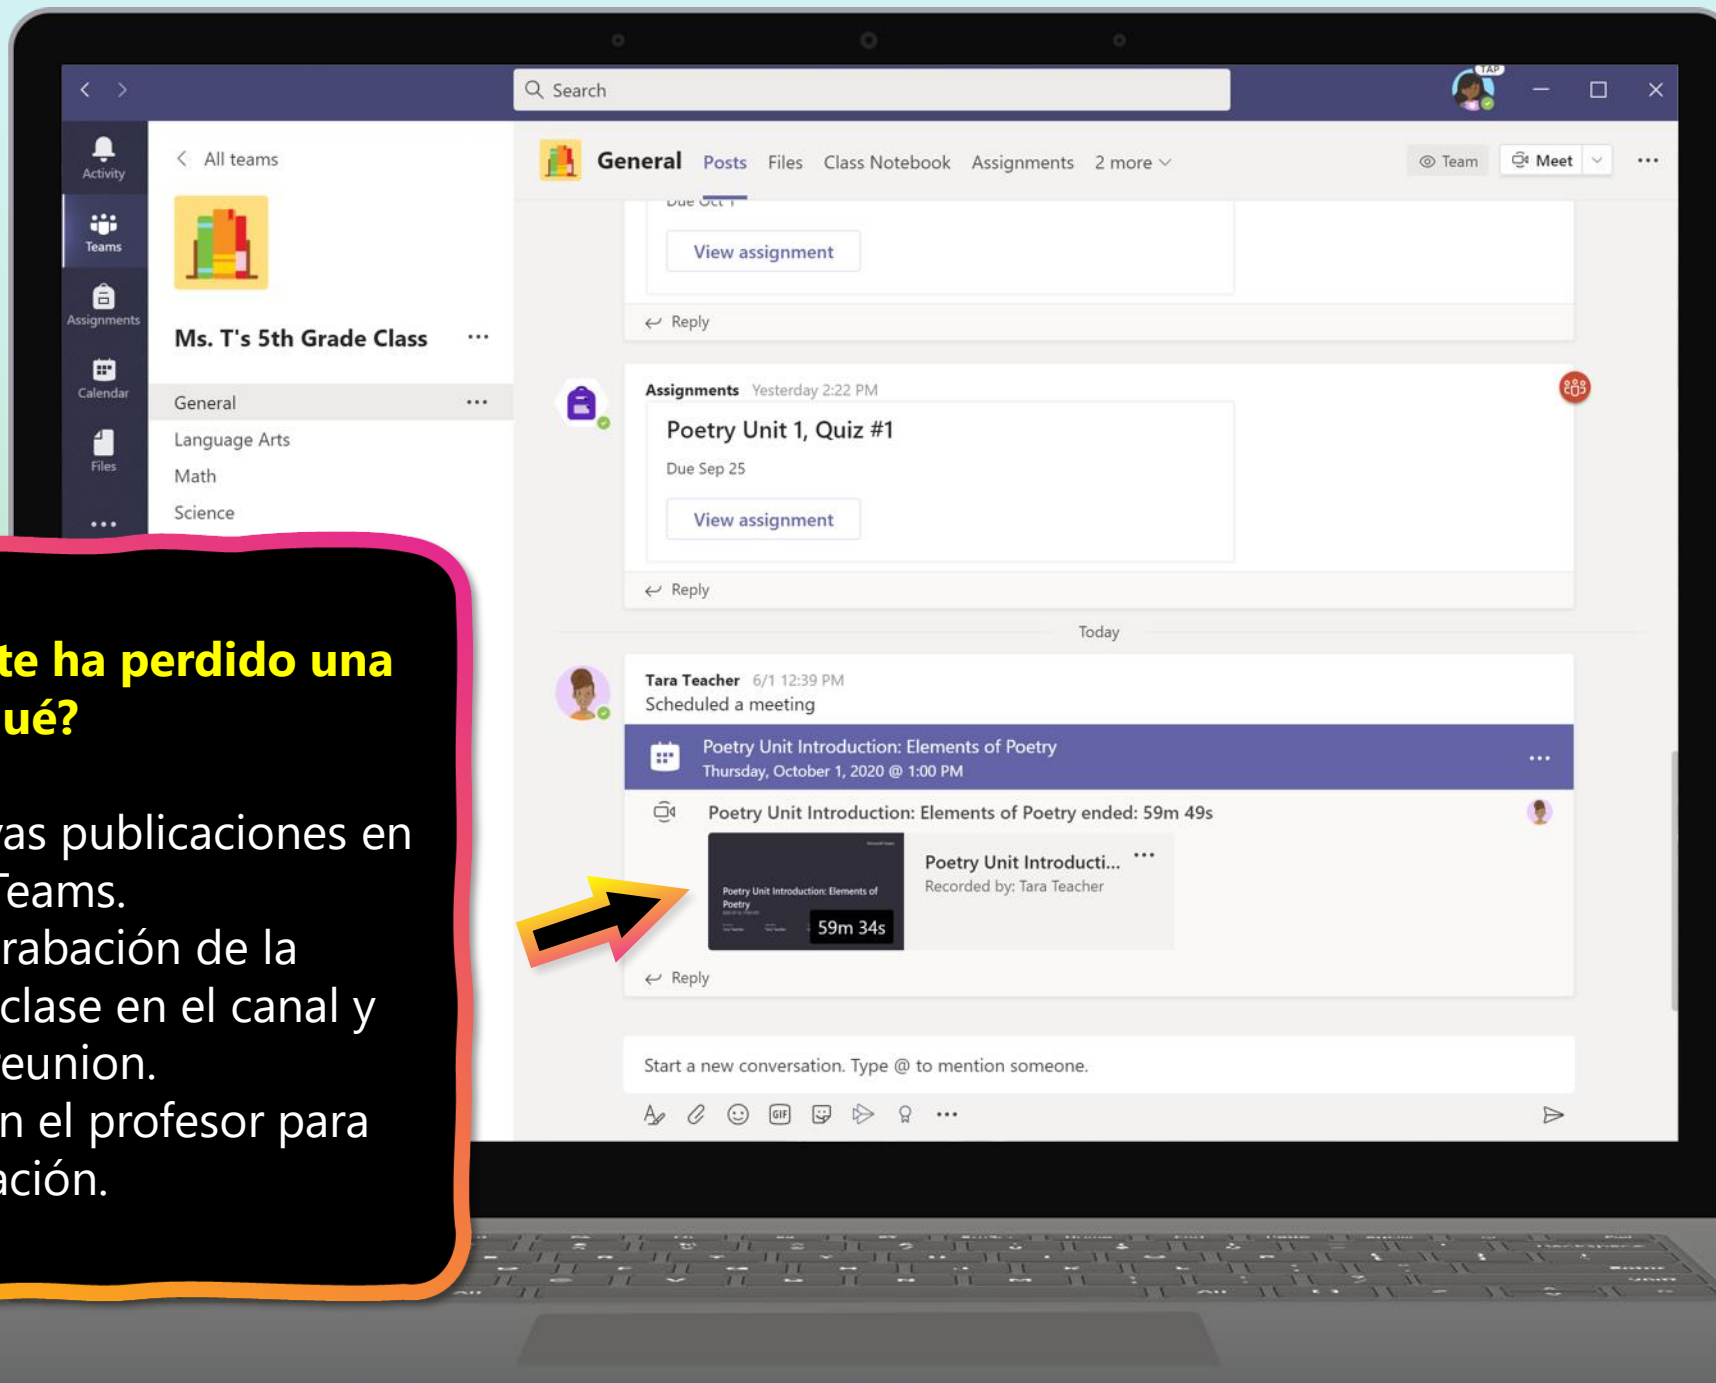 TAP
Search
Activity
Teams
Assignments
Calendar
Files
All teams
Ms. T's 5th Grade Class
General
Language Arts
Math
Science
General Posts Files Class Notebook Assignments 2 more
Team
Meet
Due Oct 1
View assignment
Reply
Assignments Yesterday 2:22 PM
Poetry Unit 1, Quiz #1
Due Sep 25
View assignment
Reply
Today
Tara Teacher 6/1 12:39 PM
Scheduled a meeting
Poetry Unit Introduction: Elements of Poetry
Thursday, October 1, 2020 @ 1:00 PM
Poetry Unit Introduction: Elements of Poetry ended: 59m 49s
Poetry Unit Introduction: Elements of
Poetry
59m 34s
Poetry Unit Introducti...
Recorded by: Tara Teacher
Reply
Start a new conversation. Type @ to mention someone.
GIF
te ha perdido una
ué?
vas publicaciones en
Teams.
rabación de la
clase en el canal y
eunion.
n el profesor para
ación.